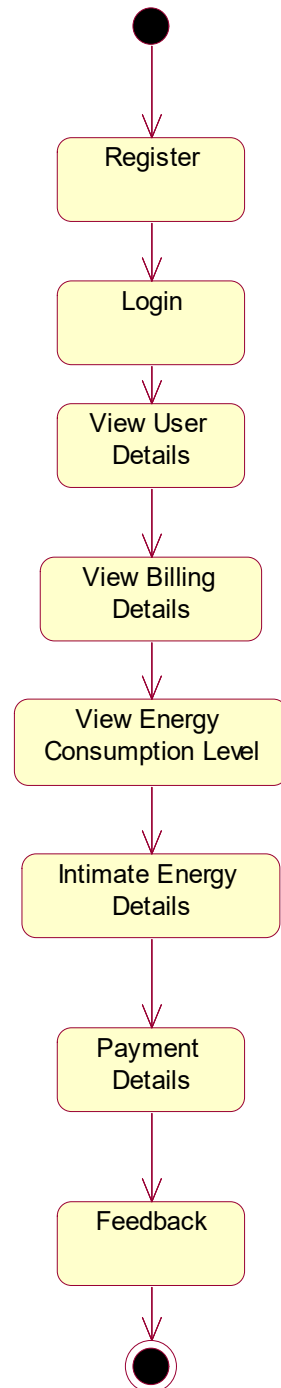 Register
Login
View User
Details
View Billing
Details
View Energy
Consumption Level
Intimate Energy
Details
Payment
Details
Feedback